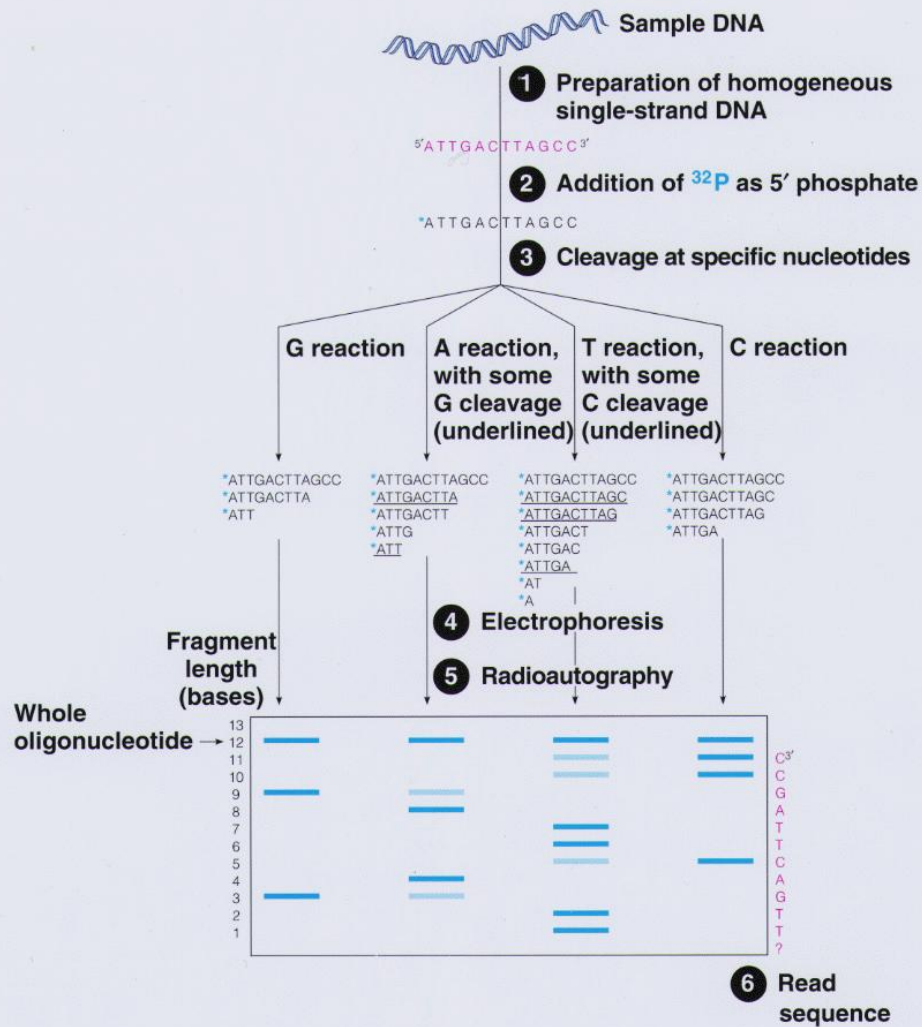 Sample DNA
1 Preparation of homogeneous
single-strand DNA
5′ATTGACTTAGCC3′
2 Addition of 32P as 5′ phosphate
*ATTGACTTAGCC
3 Cleavage at specific nucleotides
G reaction
A reaction,
with some
G cleavage
(underlined)
T reaction,
with some
C cleavage
(underlined)
C reaction
*ATTGACTTAGCC
*ATTGACTTA
*ATT
*ATTGACTTAGCC
*ATTGACTTA
*ATTGACTT
*ATTG
*ATT
*ATTGACTTAGCC
*ATTGACTTAGC
*ATTGACTTAG
*ATTGACT
*ATTGAC
*ATTGA
*AT
*A
*ATTGACTTAGCC
*ATTGACTTAGC
*ATTGACTTAG
*ATTGA
4 Electrophoresis
5 Radioautography
Fragment
length
(bases)
Whole
oligonucleotide
13
12
11
10
9
8
7
6
5
4
3
2
1
C3′
C
G
A
T
T
C
A
G
T
T
?
6 Read
sequence